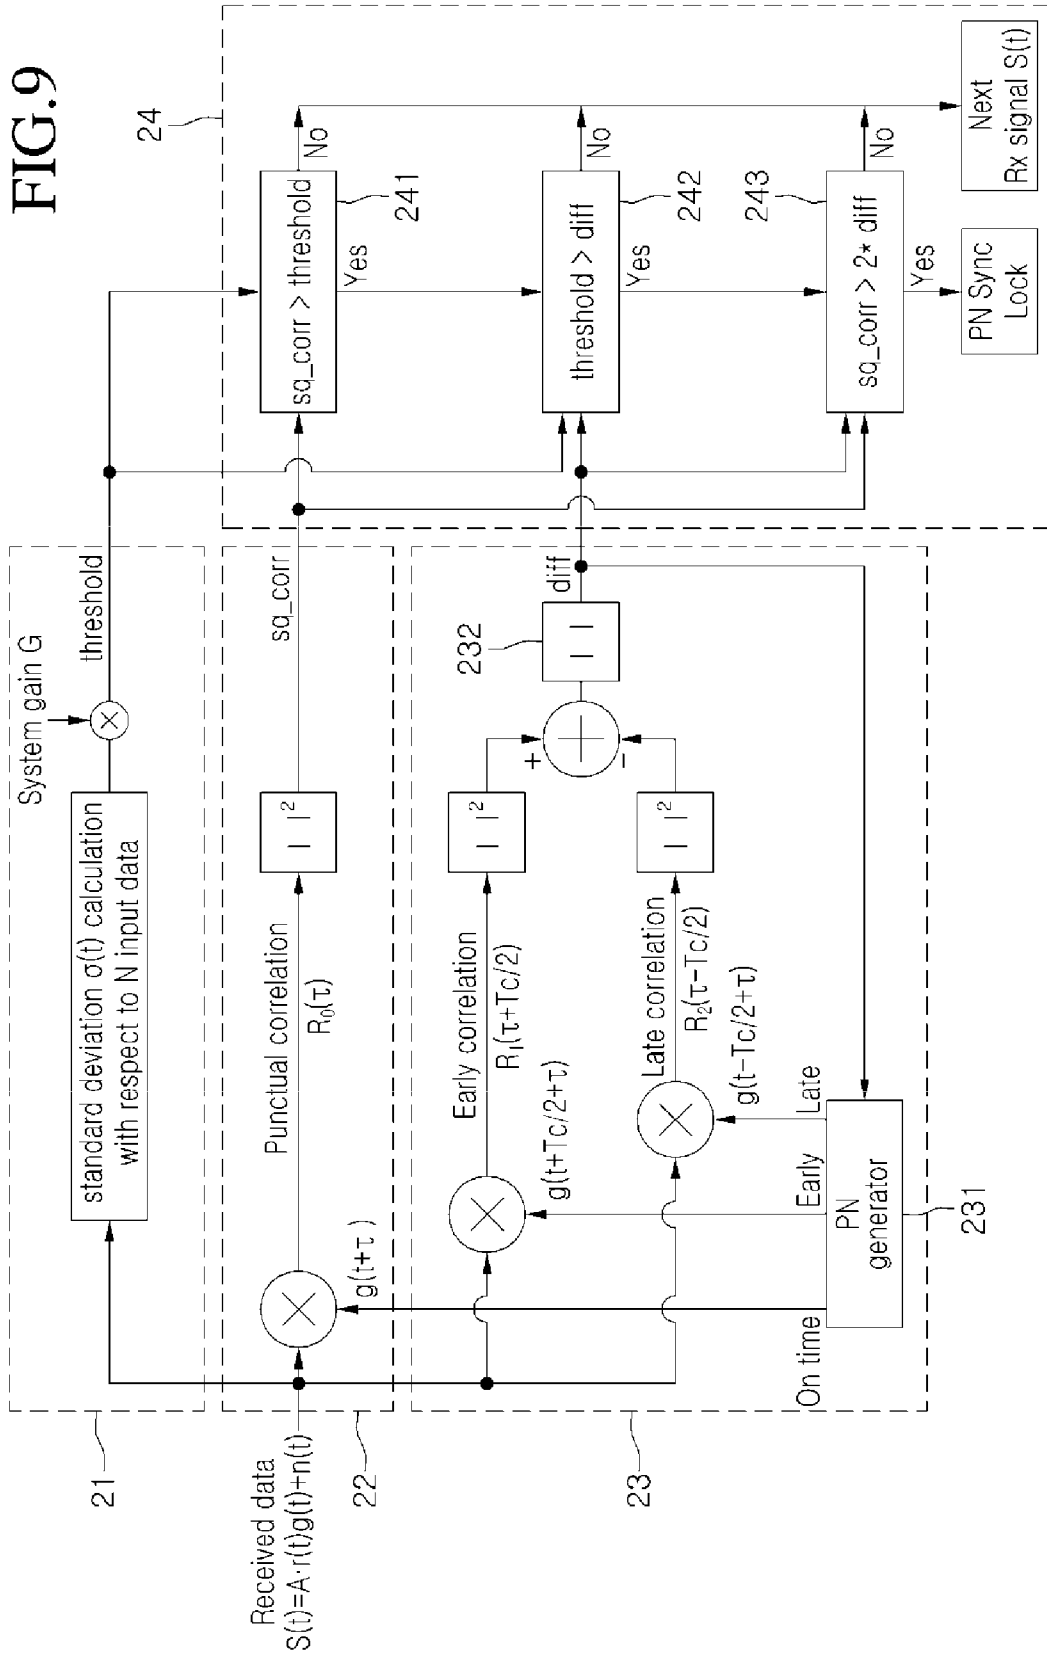 FIG.9
System gain G
21
standard deviation σ(t) calculation
with respect to N input data
×
threshold
24
Received data
S(t)=A·r(t)g(t)+n(t)
22
×
g(t+τ )
Punctual correlation
R₀(τ)
| |²
sq_corr
23
×
Early correlation
R₁(τ+Tc/2)
g(t+Tc/2+τ)
| |²
×
Late correlation
R₂(τ−Tc/2)
g(t−Tc/2+τ)
| |²
+
+
−
232
| |
diff
On time
Early
Late
PN
generator
231
sq_corr > threshold
241
No
Yes
threshold > diff
242
No
Yes
sq_corr > 2* diff
243
No
Yes
PN Sync
Lock
Next
Rx signal S(t)